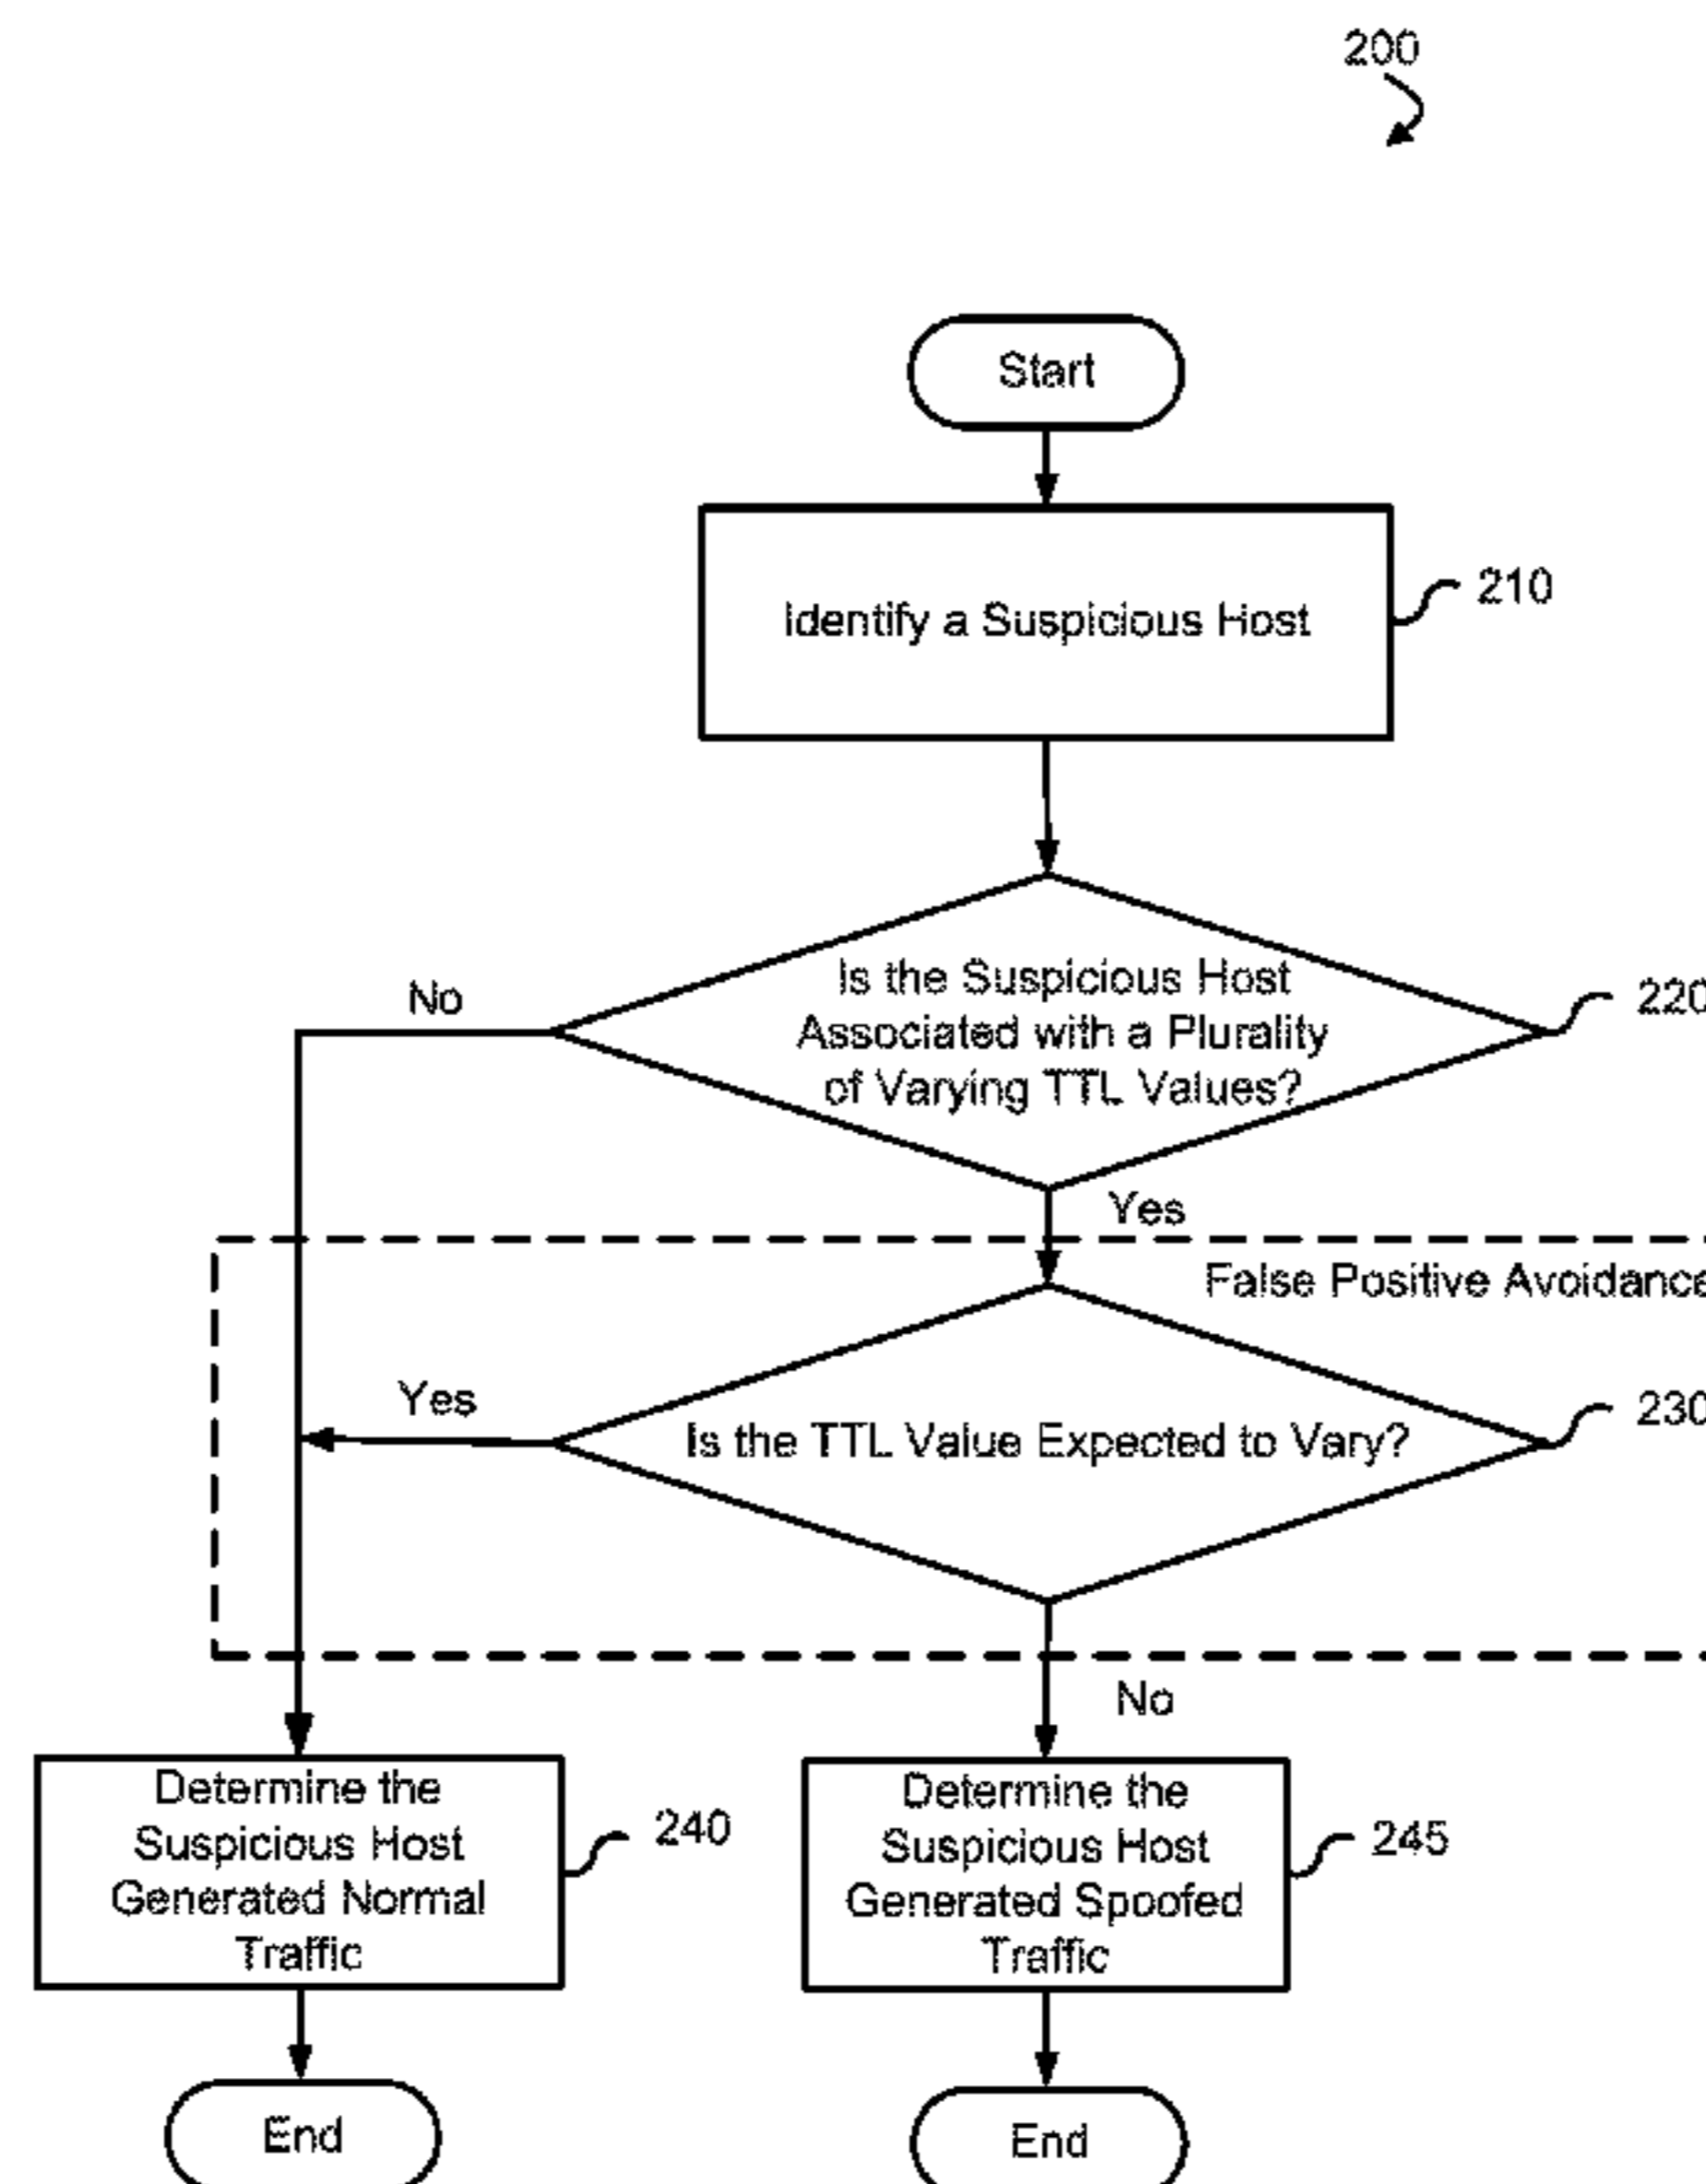 200
Start
Identify a Suspicious Host
210
Is the Suspicious Host
Associated with a Plurality
of Varying TTL Values?
220
No
Yes
False Positive Avoidance
Is the TTL Value Expected to Vary?
230
Yes
No
Determine the
Suspicious Host
Generated Normal
Traffic
240
Determine the
Suspicious Host
Generated Spoofed
Traffic
245
End
End